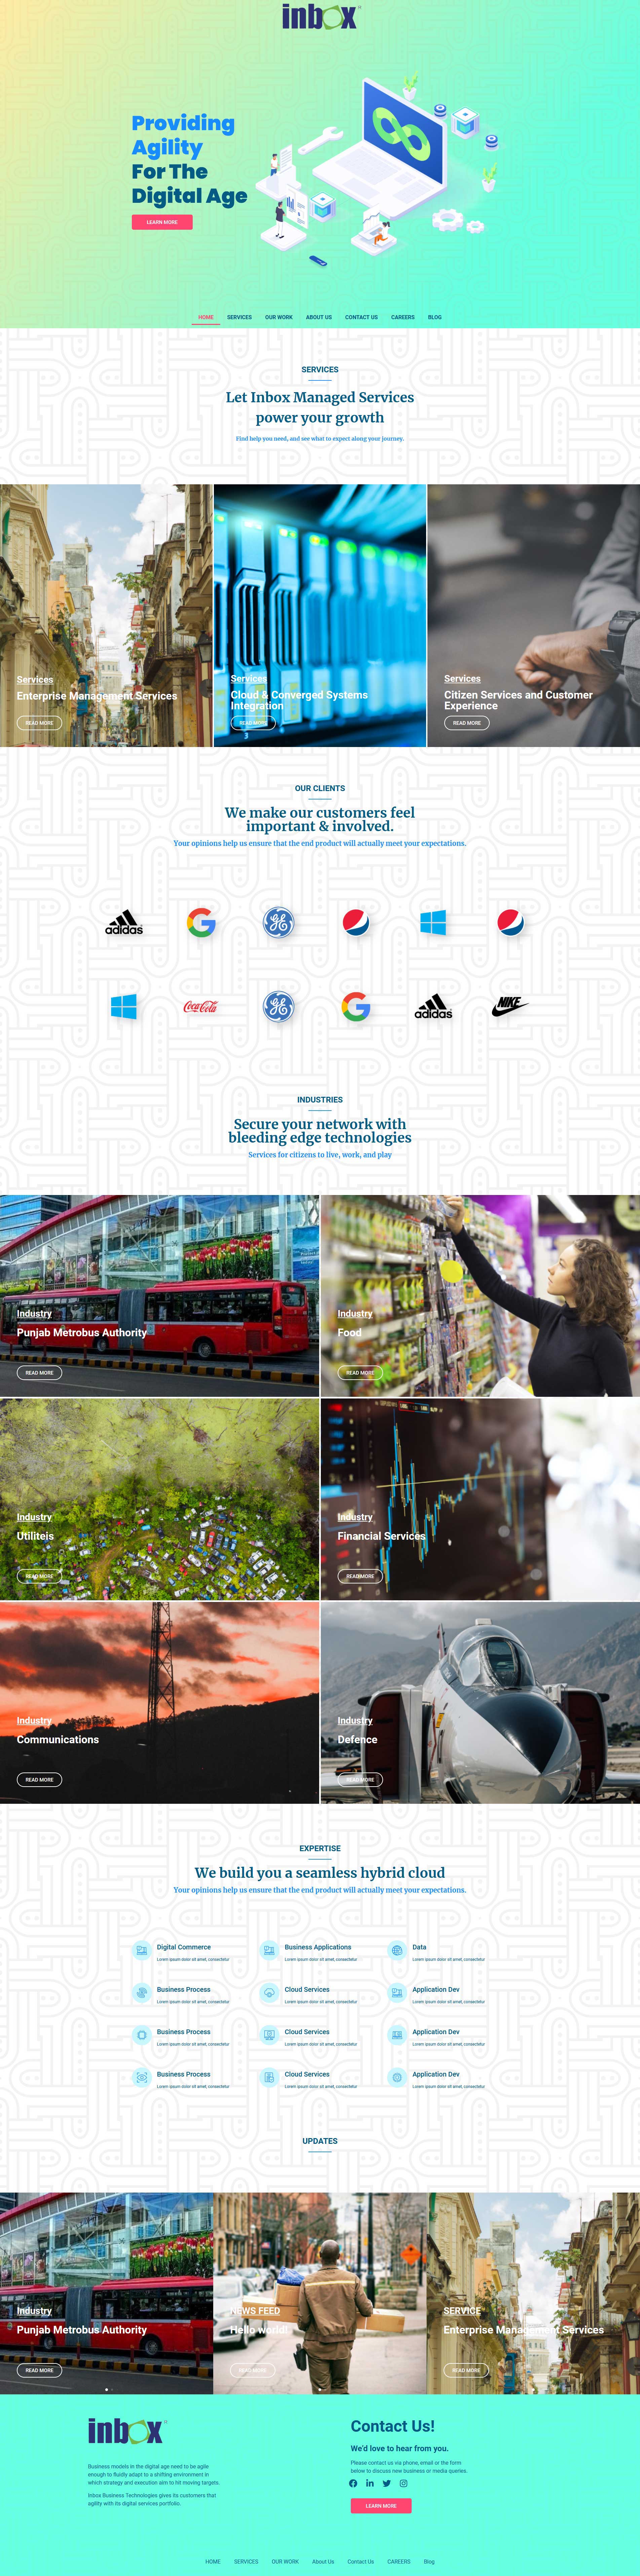 inbox
Providing
Agility
For The
Digital Age
LEARN MORE
HOME SERVICES OUR WORK ABOUT US CONTACT US CAREERS BLOG
SERVICES
Let Inbox Managed Services
power your growth
Find help you need, and see what to expect along your journey.
Services
Enterprise Management Services
READ MORE
Services
Cloud & Converged Systems
Integration
READ MORE
Services
Citizen Services and Customer
Experience
READ MORE
OUR CLIENTS
We make our customers feel
important & involved.
Your opinions help us ensure that the end product will actually meet your expectations.
adidas
Coca-Cola
adidas
NIKE
INDUSTRIES
Secure your network with
bleeding edge technologies
Services for citizens to live, work, and play
Industry
Punjab Metrobus Authority
READ MORE
Industry
Food
READ MORE
Industry
Utiliteis
READ MORE
Industry
Financial Services
READ MORE
Industry
Communications
READ MORE
Industry
Defence
READ MORE
EXPERTISE
We build you a seamless hybrid cloud
Your opinions help us ensure that the end product will actually meet your expectations.
Digital Commerce
Lorem ipsum dolor sit amet, consectetur
Business Applications
Lorem ipsum dolor sit amet, consectetur
Data
Lorem ipsum dolor sit amet, consectetur
Business Process
Lorem ipsum dolor sit amet, consectetur
Cloud Services
Lorem ipsum dolor sit amet, consectetur
Application Dev
Lorem ipsum dolor sit amet, consectetur
Business Process
Lorem ipsum dolor sit amet, consectetur
Cloud Services
Lorem ipsum dolor sit amet, consectetur
Application Dev
Lorem ipsum dolor sit amet, consectetur
Business Process
Lorem ipsum dolor sit amet, consectetur
Cloud Services
Lorem ipsum dolor sit amet, consectetur
Application Dev
Lorem ipsum dolor sit amet, consectetur
UPDATES
Industry
Punjab Metrobus Authority
READ MORE
NEWS FEED
Hello world!
READ MORE
SERVICE
Enterprise Management Services
READ MORE
inbox
Business models in the digital age need to be agile
enough to fluidly adapt to a shifting environment in
which strategy and execution aim to hit moving targets.
Inbox Business Technologies gives its customers that
agility with its digital services portfolio.
Contact Us!
We'd love to hear from you.
Please contact us via phone, email or the form
below to discuss new business or media queries.
LEARN MORE
HOME SERVICES OUR WORK About Us Contact Us CAREERS Blog